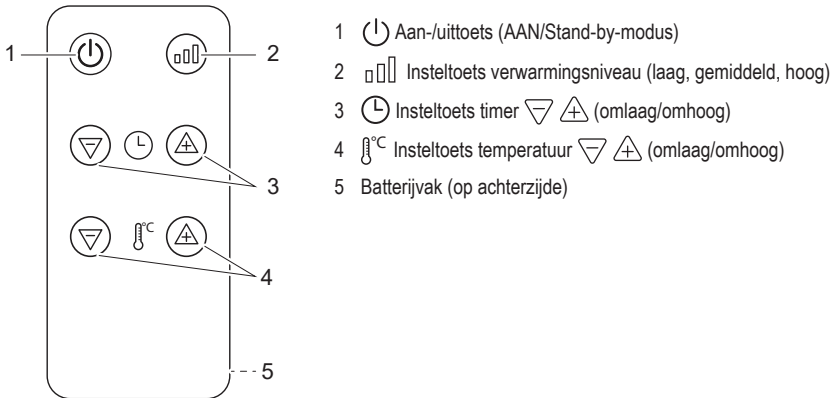 1
2
3
4
5
°C
1 Aan-/uittoets (AAN/Stand-by-modus)
2 Insteltoets verwarmingsniveau (laag, gemiddeld, hoog)
3 Insteltoets timer (omlaag/omhoog)
4 °C Insteltoets temperatuur (omlaag/omhoog)
5 Batterijvak (op achterzijde)